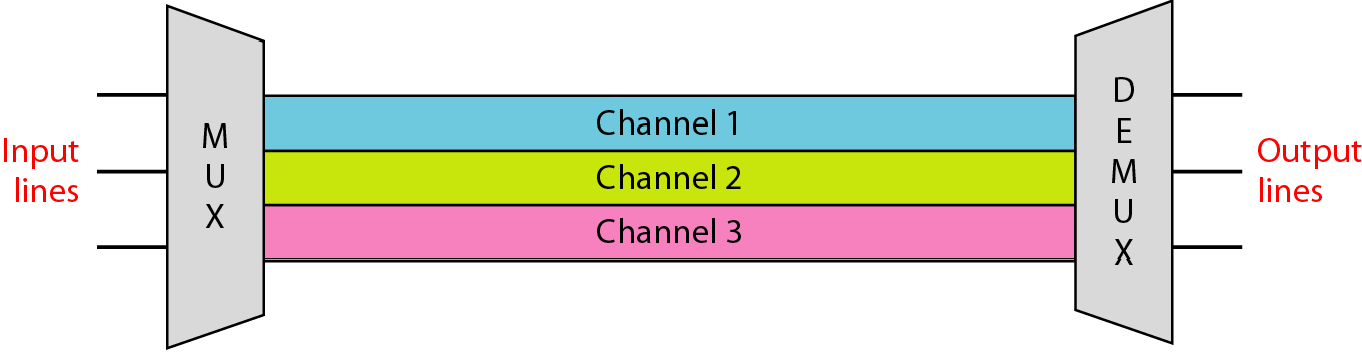 Input
lines
M
U
X
Channel 1
Channel 2
Channel 3
D
E
M
U
X
Output
lines